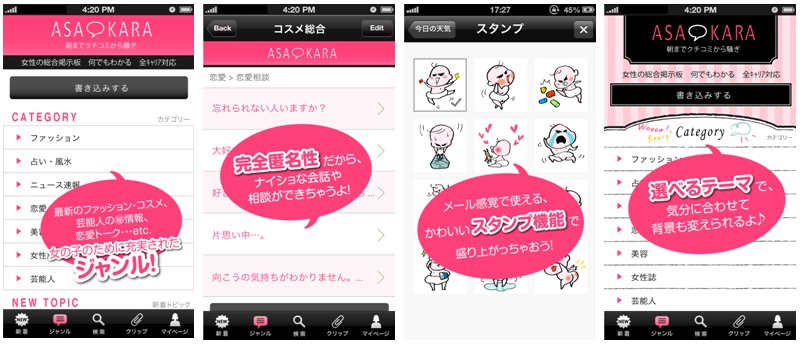 4:20 PM
ASA KARA
朝までクチコミから騒ぎ
女性の総合掲示板 何でもわかる 全キャリア対応
書き込みする
CATEGORY
カテゴリー
ファッション
占い・風水
ニュース速報
恋愛
美容
女性
芸能人
最新のファッション・コスメ、
芸能人の㊙情報、
恋愛トーク・・・etc.
女の子のために充実された
ジャンル!
NEW TOPIC
新着トピック
NEW
新着
ジャンル
検索
クリップ
マイページ
4:20 PM
Back
コスメ総合
Edit
ASA KARA
恋愛 > 恋愛相談
忘れられない人いますか?
大好
好き
完全匿名性だから、
ナイショな会話や
相談ができちゃうよ!
片思い中…。
向こうの気持ちがわかりません。...
NEW
新着
ジャンル
検索
クリップ
マイページ
17:27
45%
今日の天気
スタンプ
メール感覚で使える、
かわいいスタンプ機能で
盛り上がっちゃおう!
4:20 PM
ASA KARA
朝までクチコミから騒ぎ
女性の総合掲示板 何でもわかる 全キャリア対応
書き込みする
Category
カテゴリー
ファッション
占
選べるテーマで、
気分に合わせて
背景も変えられるよ♪
美容
女性誌
芸能人
NEW
新着
ジャンル
検索
クリップ
マイページ